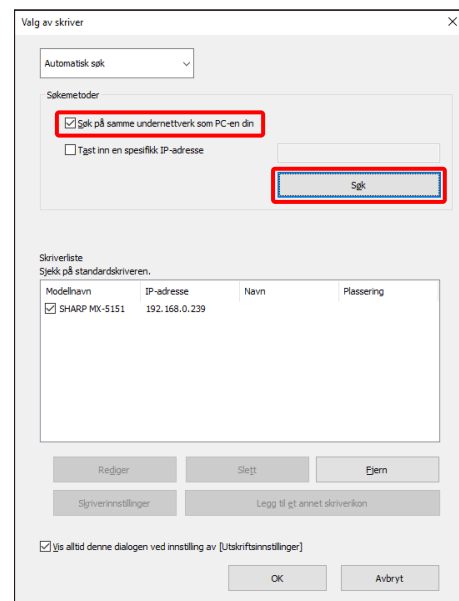 Valg av skriver
Automatisk søk
Søkemetoder
Søk på samme undernettverk som PC-en din
Tast inn en spesifikk IP-adresse
Søk
Skriverliste
Sjekk på standardskriveren.
Modellnavn IP-adresse Navn Plassering
SHARP MX-5151 192.168.0.239
Rediger Slett Fjern
Skriverinnstillinger Legg til et annet skriverikon
Vis alltid denne dialogen ved innstilling av [Utskriftsinnstillinger]
OK Avbryt